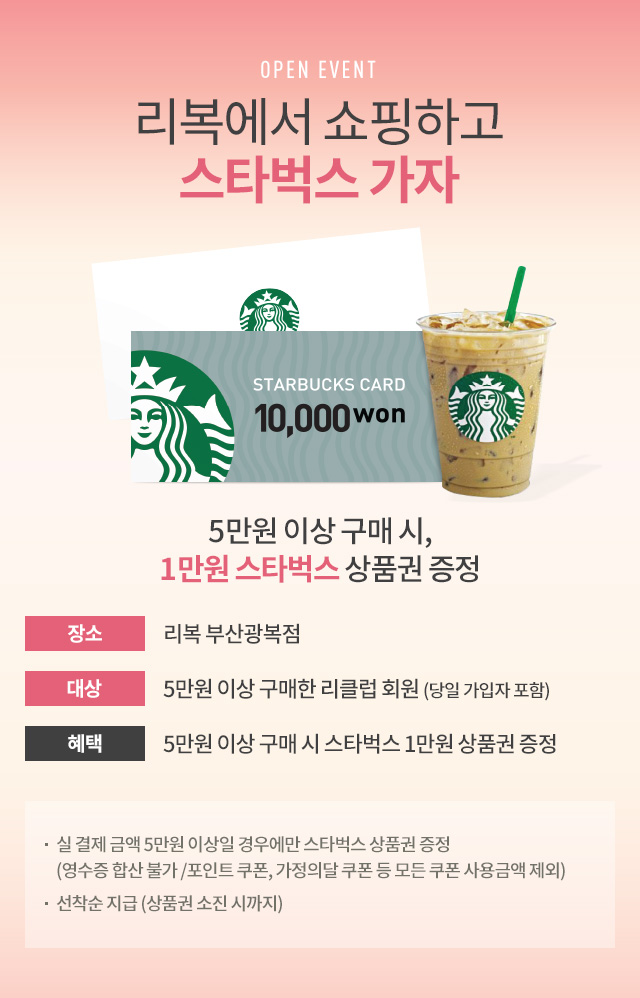 OPEN EVENT
리복에서 쇼핑하고
스타벅스 가자
STARBUCKS CARD
10,000won
5만원 이상 구매 시,
1만원 스타벅스 상품권 증정
장소 리복 부산광복점
대상 5만원 이상 구매한 리클럽 회원 (당일 가입자 포함)
혜택 5만원 이상 구매 시 스타벅스 1만원 상품권 증정
· 실 결제 금액 5만원 이상일 경우에만 스타벅스 상품권 증정
(영수증 합산 불가 /포인트 쿠폰, 가정의달 쿠폰 등 모든 쿠폰 사용금액 제외)
· 선착순 지급 (상품권 소진 시까지)